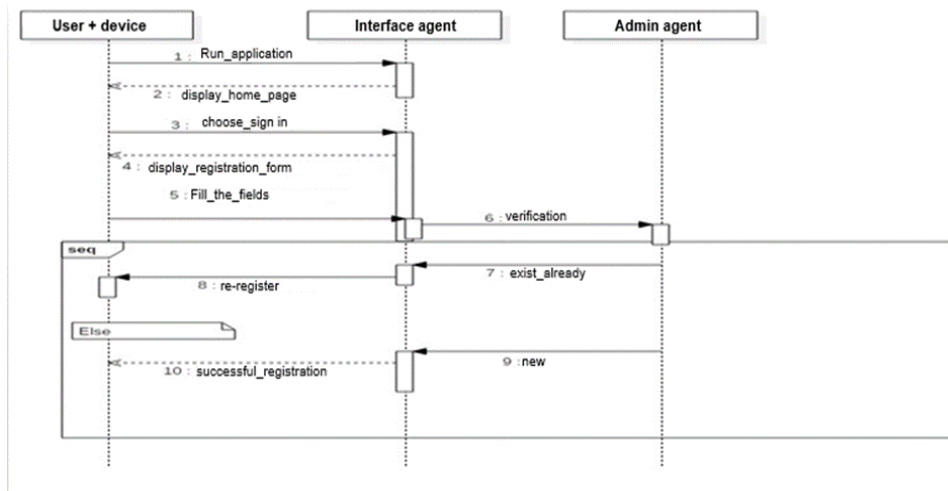 User + device
Interface agent
Admin agent
1 : Run_application
2 : display_home_page
3 : choose_sign in
4 : display_registration_form
5 : Fill_the_fields
6 : verification
seq
7 : exist_already
8 : re-register
Else
9 :new
10 : successful_registration